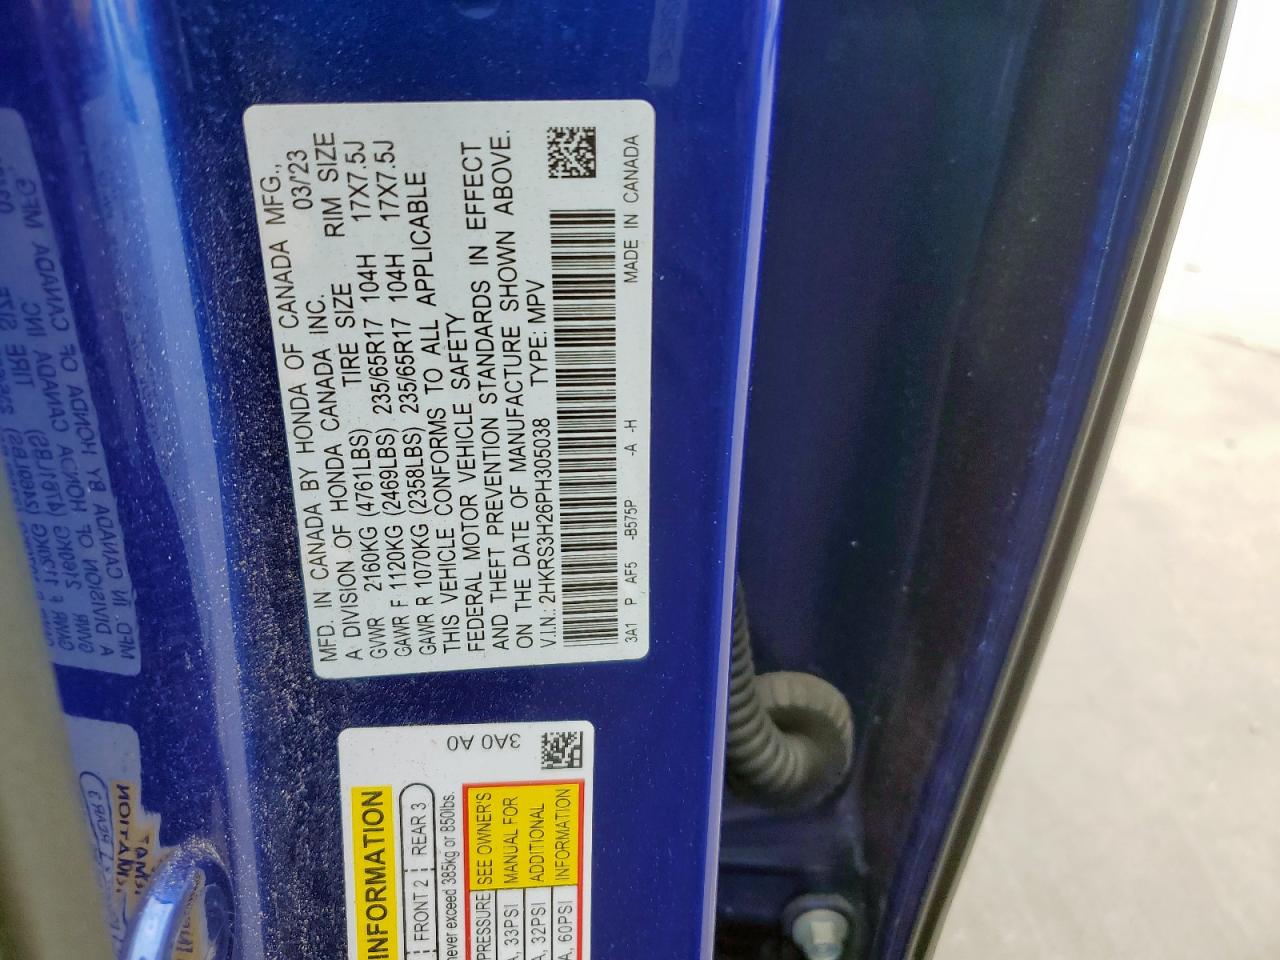 MFD. IN CANADA BY HONDA OF CANADA MFG.,
A DIVISION OF HONDA CANADA INC. 03/'23
TIRE SIZE RIM SIZE
GVWR 2160KG (4761LBS)
GAWR F 1120KG (2469LBS) 235/65R17 104H 17X7.5J
GAWR R 1070KG (2358LBS) 235/65R17 104H 17X7.5J
THIS VEHICLE CONFORMS TO ALL APPLICABLE
FEDERAL MOTOR VEHICLE SAFETY
AND THEFT PREVENTION STANDARDS IN EFFECT
ON THE DATE OF MANUFACTURE SHOWN ABOVE.
V.I.N.: 2HKRS3H26PH305038 TYPE: MPV
3A1 P AF5 -B575P -A -H MADE IN CANADA
3A0 A0
INFORMATION
FRONT 2 REAR 3
never exceed 385kg or 850lbs.
PRESSURE SEE OWNER'S
33PSI MANUAL FOR
32PSI ADDITIONAL
60PSI INFORMATION